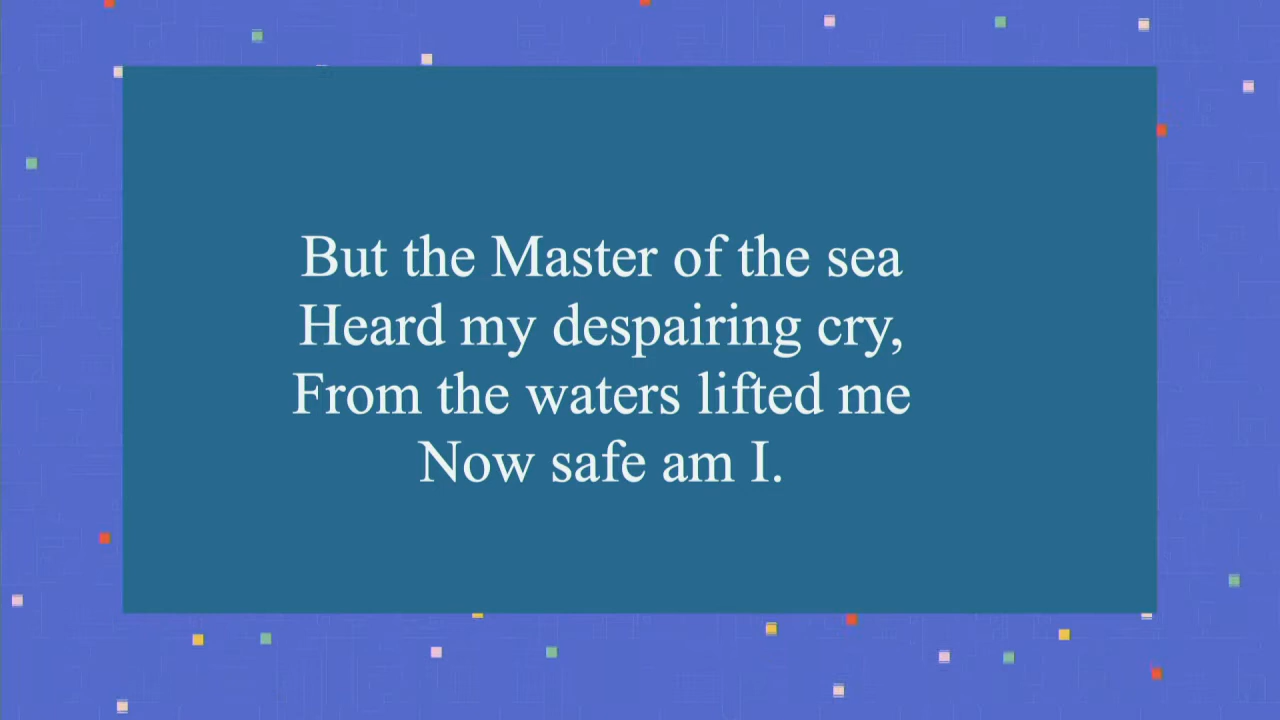 But the Master of the sea
Heard my despairing cry,
From the waters lifted me
Now safe am I.